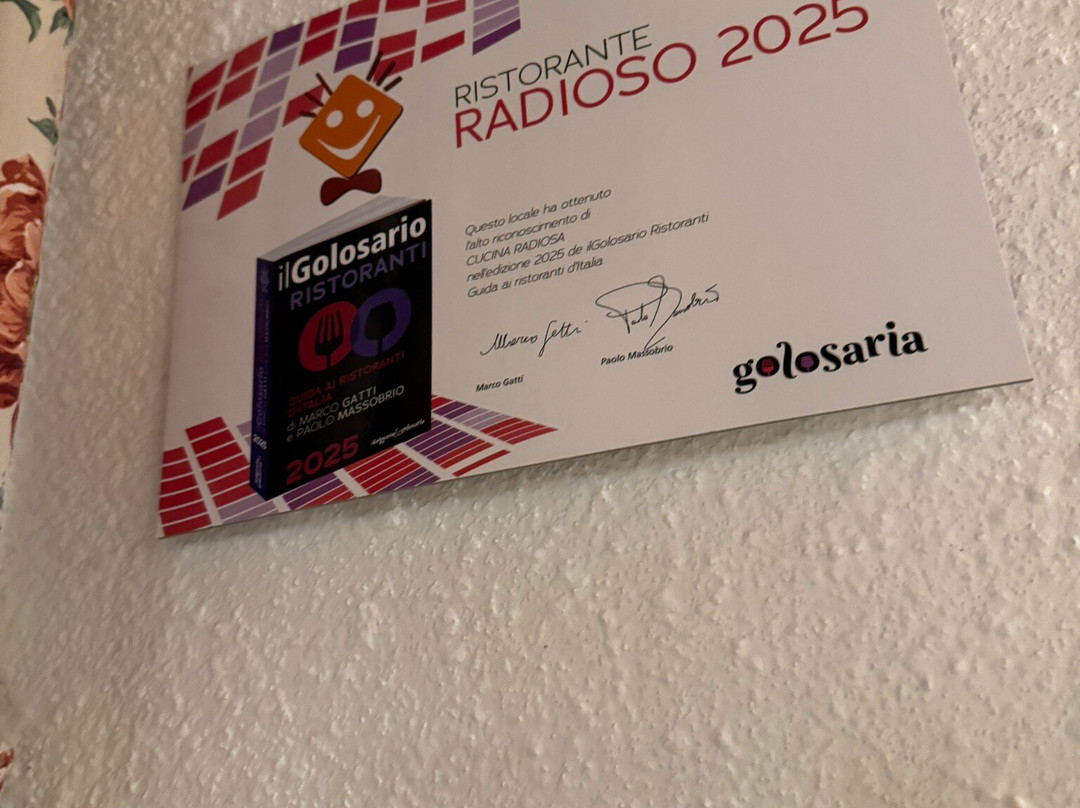 RISTORANTE
RADIOSO 2025
Questo locale ha ottenuto
l'alto riconoscimento di
CUCINA RADIOSA
nell'edizione 2025 de ilGolosario Ristoranti
Guida ai ristoranti d'Italia
Marco Gatti
Paolo Massobrio
golosaria
ilGolosario
RISTORANTI
GUIDA AI RISTORANTI
D'ITALIA
di MARCO GATTI
e PAOLO MASSOBRIO
2025